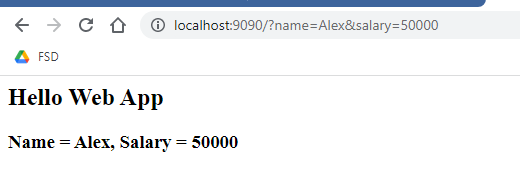 localhost:9090/?name=Alex&salary=50000
FSD
Hello Web App
Name = Alex, Salary = 50000